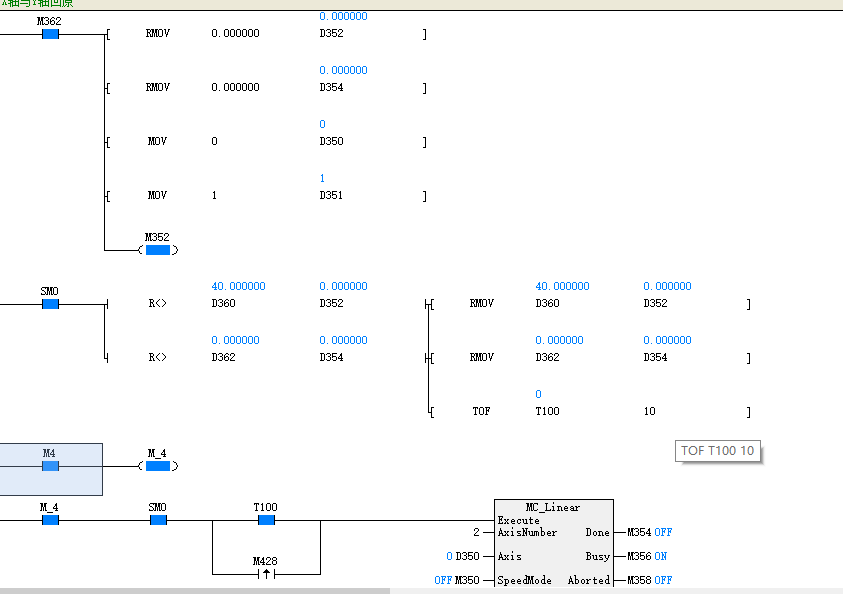 X轴与Y轴回原
M362
0.000000
RMOV 0.000000 D352
0.000000
RMOV 0.000000 D354
0
MOV 0 D350
1
MOV 1 D351
M352
SM0
40.000000 0.000000 40.000000 0.000000
R<> D360 D352 RMOV D360 D352
0.000000 0.000000 0.000000 0.000000
R<> D362 D354 RMOV D362 D354
0
TOF T100 10
TOF T100 10
M4 M_4
M_4 SM0 T100 MC_Linear
Execute
2 AxisNumber Done M354 OFF
M428
0 D350 Axis Busy M356 ON
OFF M350 SpeedMode Aborted M358 OFF